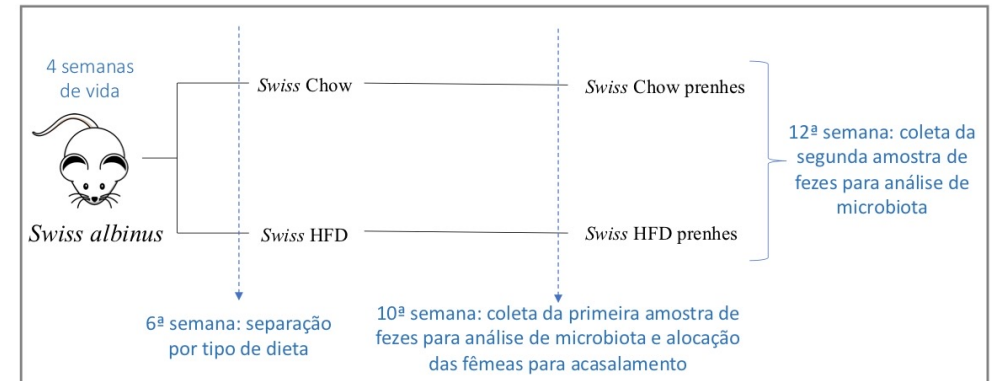 4 semanas
de vida
Swiss albinus
Swiss Chow
Swiss HFD
6ª semana: separação
por tipo de dieta
Swiss Chow prenhes
Swiss HFD prenhes
10ª semana: coleta da primeira amostra de
fezes para análise de microbiota e alocação
das fêmeas para acasalamento
12ª semana: coleta da
segunda amostra de
fezes para análise de
microbiota